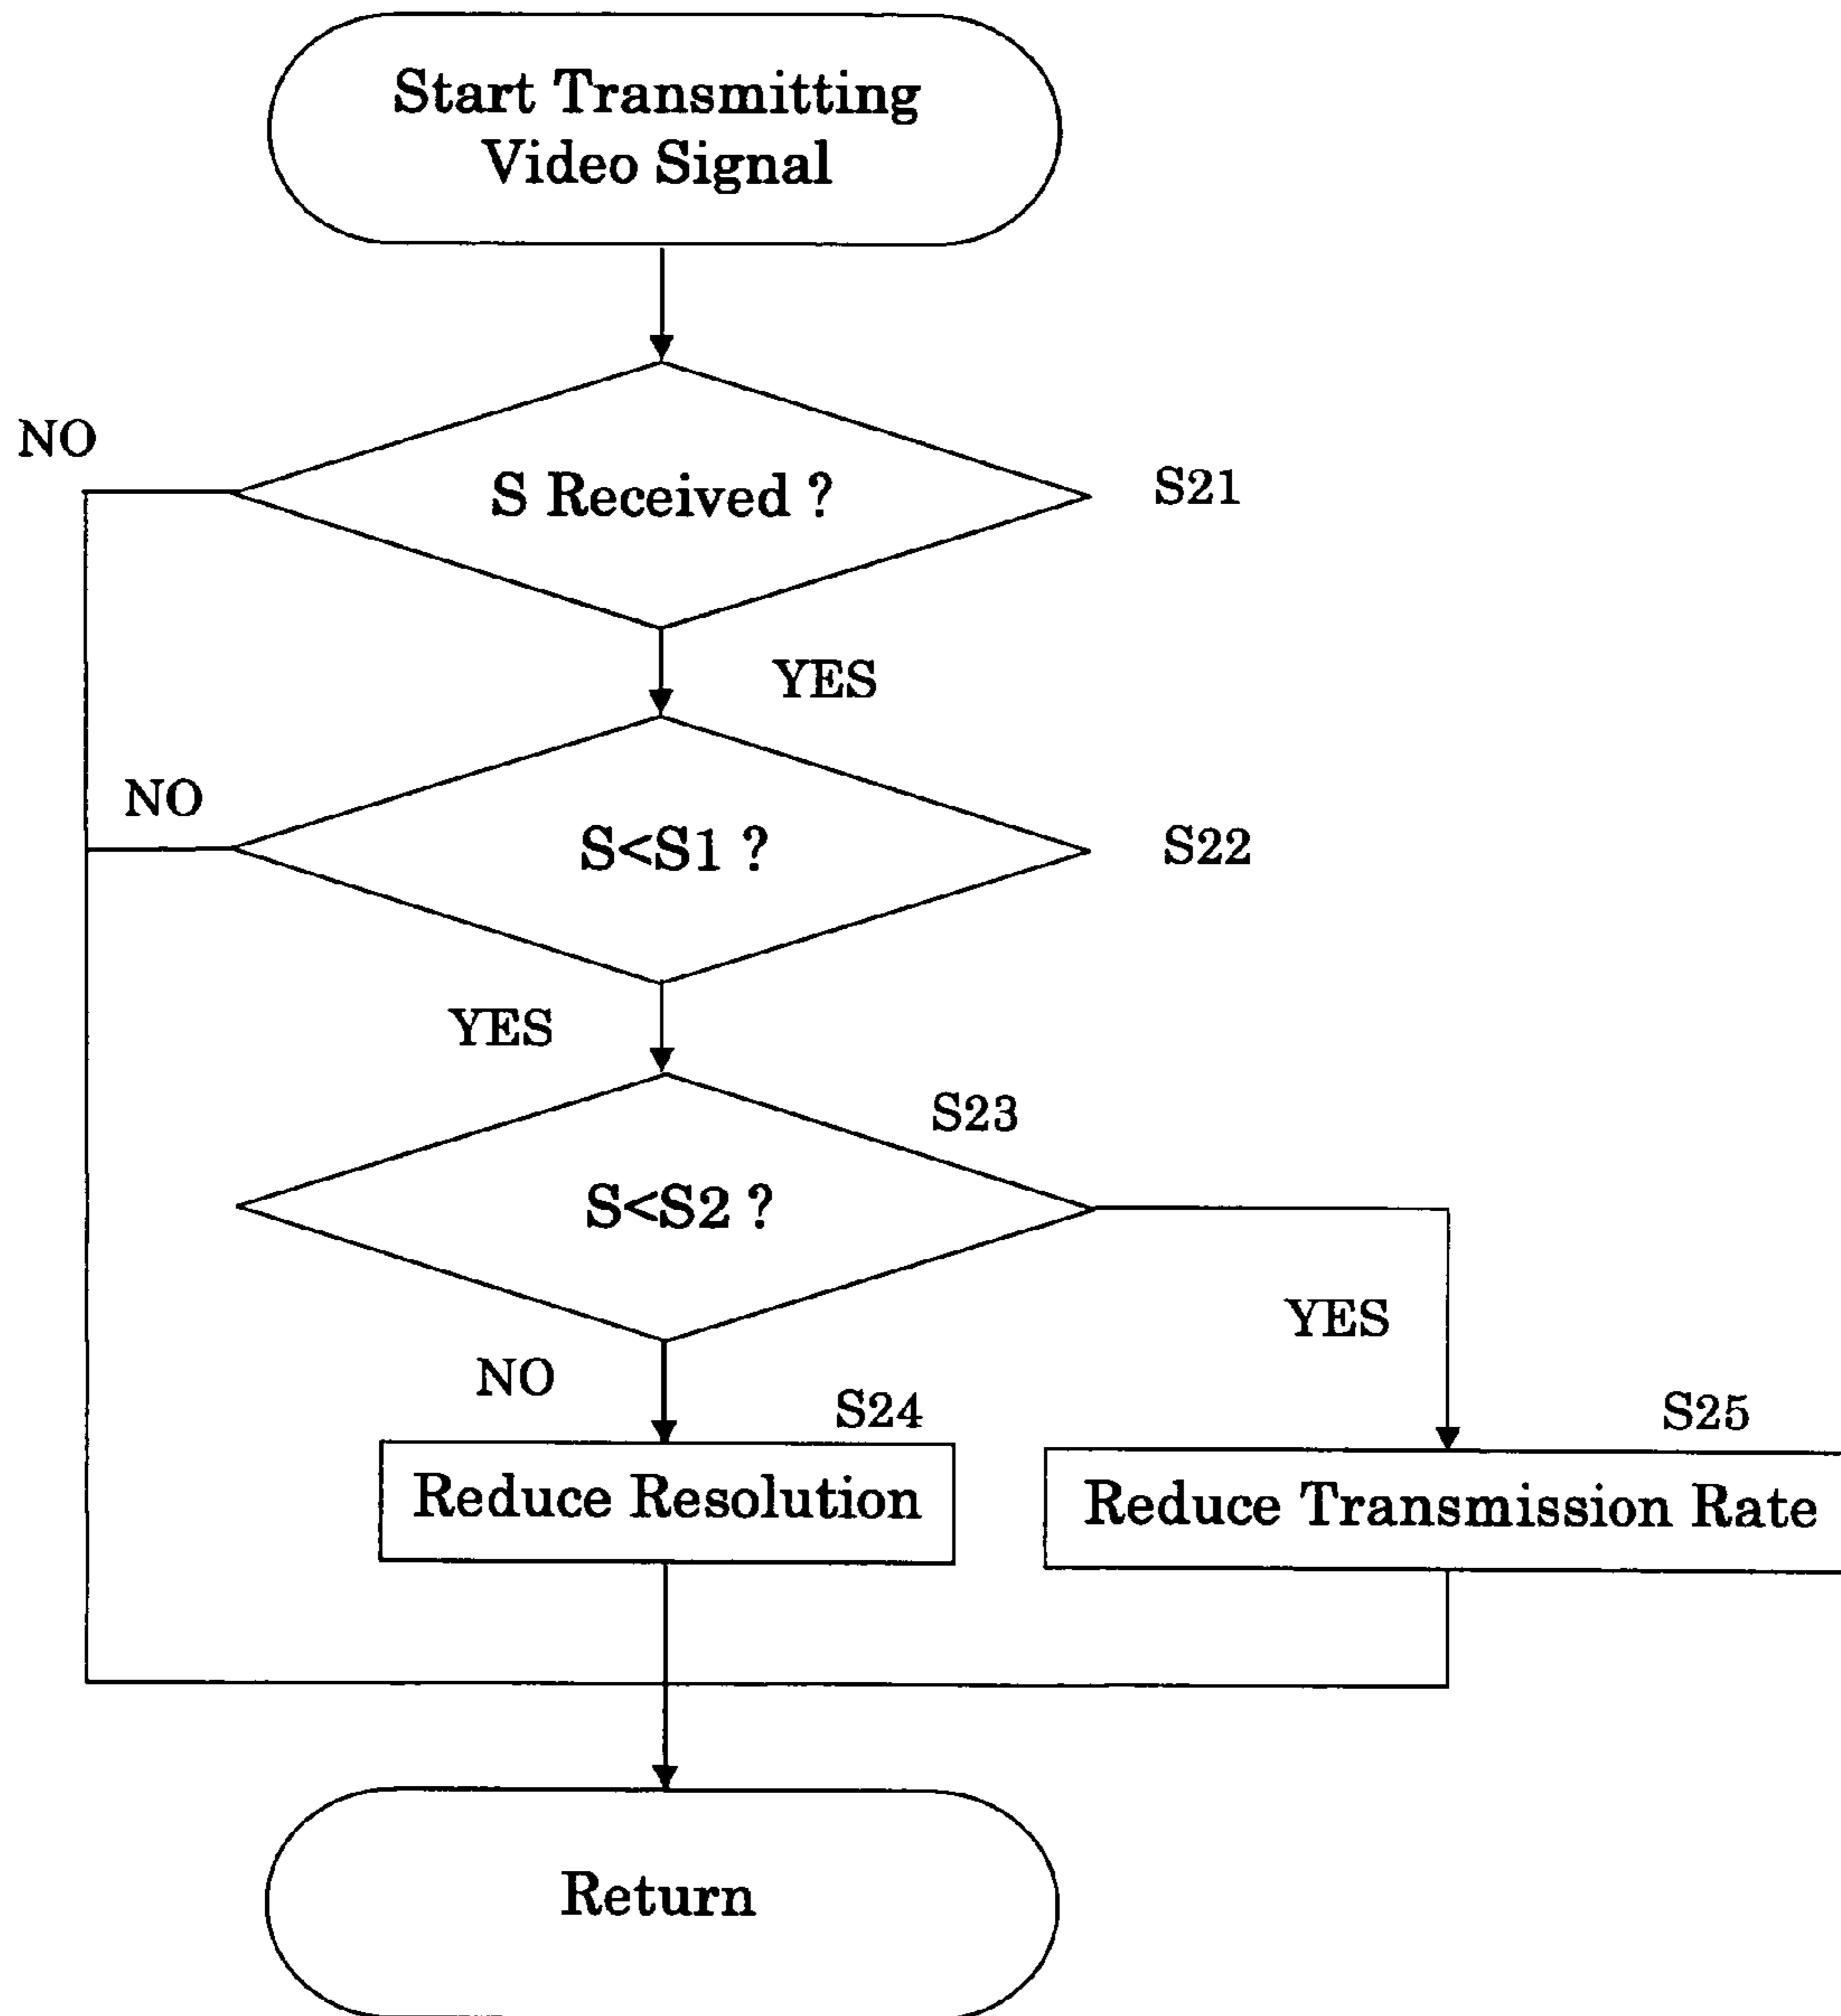 Start Transmitting
Video Signal
NO
S Received ?
S21
YES
NO
S<S1 ?
S22
YES
S23
S<S2 ?
YES
NO
S24
S25
Reduce Resolution
Reduce Transmission Rate
Return